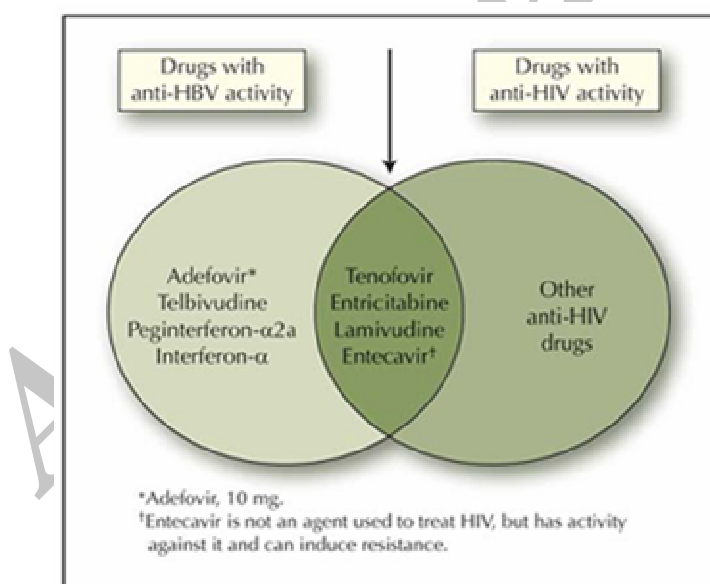 Drugs with
anti-HBV activity
Drugs with
anti-HIV activity
Adefovir*
Telbivudine
Peginterferon-α2a
Interferon-α
Tenofovir
Entricitabine
Lamivudine
Entecavir†
Other
anti-HIV
drugs
*Adefovir, 10 mg.
†Entecavir is not an agent used to treat HIV, but has activity
against it and can induce resistance.